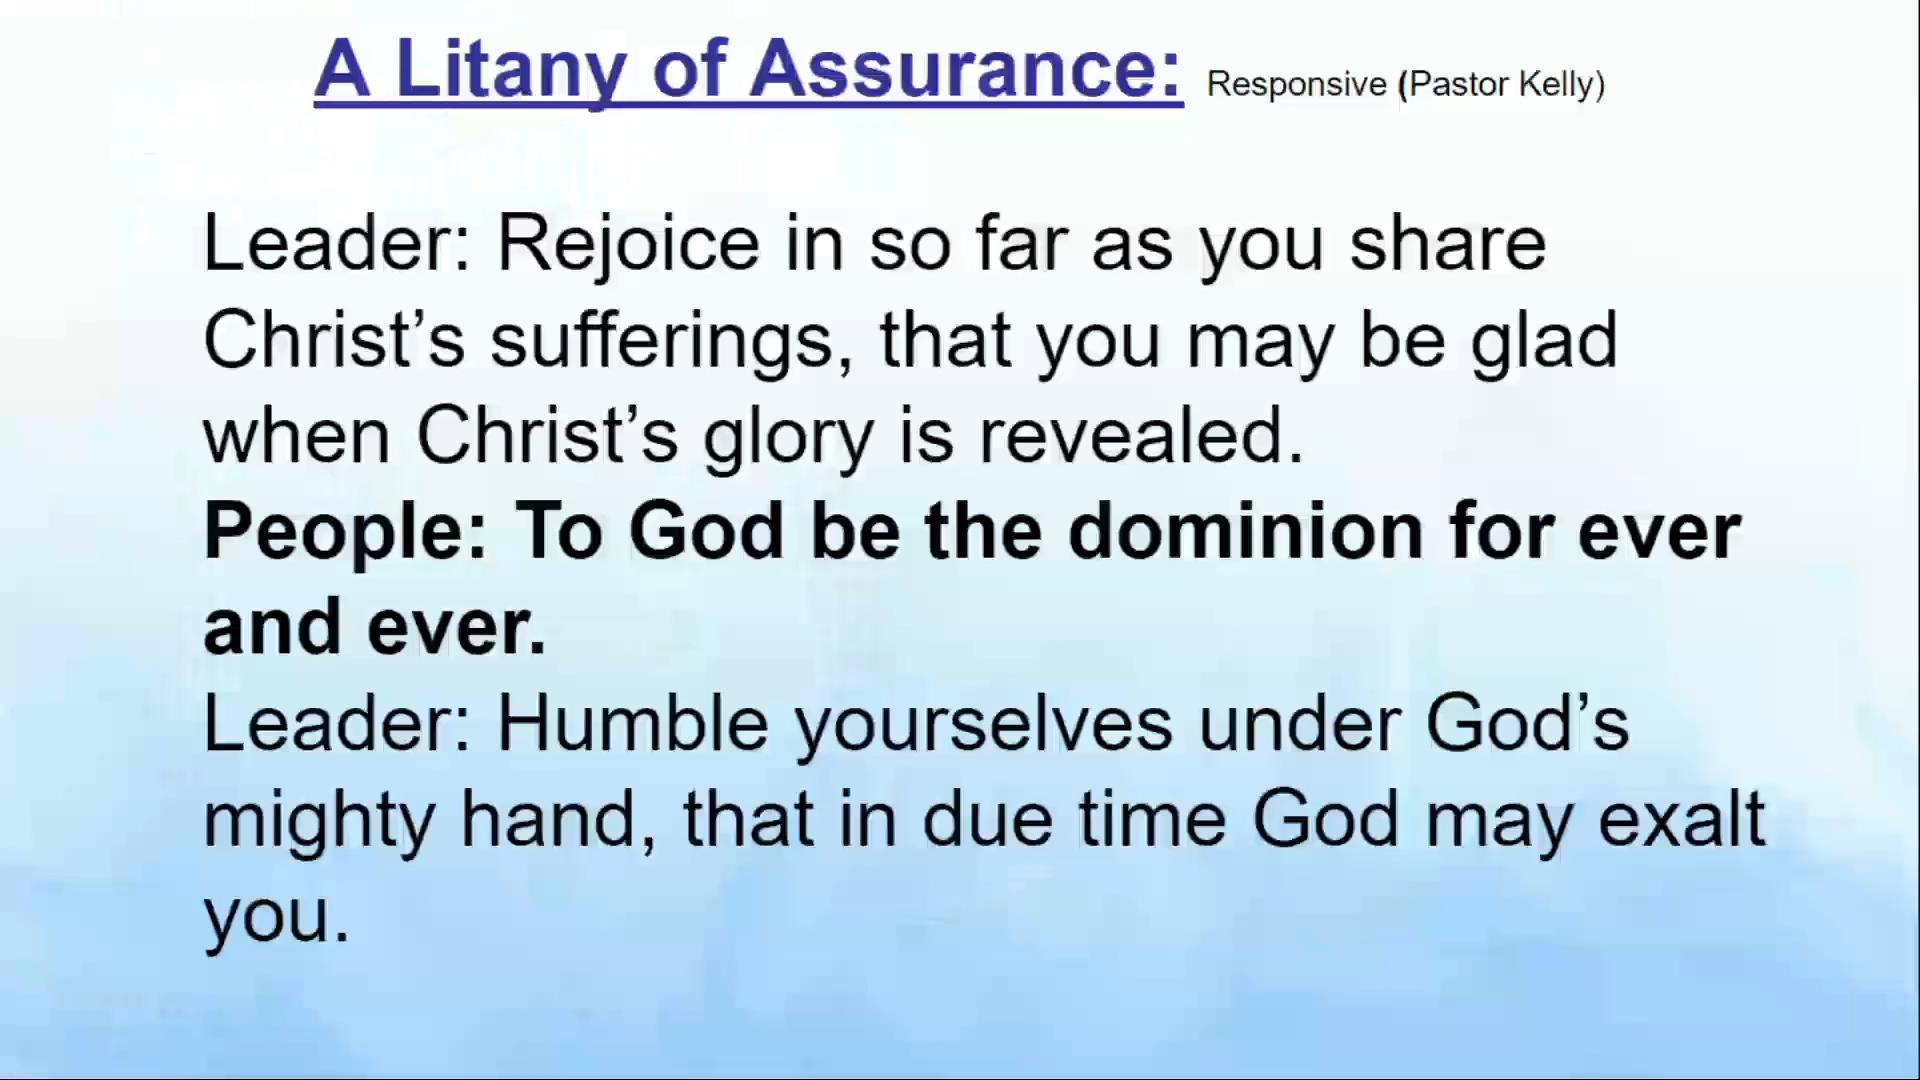 A Litany of Assurance: Responsive (Pastor Kelly)
Leader: Rejoice in so far as you share
Christ’s sufferings, that you may be glad
when Christ’s glory is revealed.
People: To God be the dominion for ever
and ever.
Leader: Humble yourselves under God’s
mighty hand, that in due time God may exalt
you.